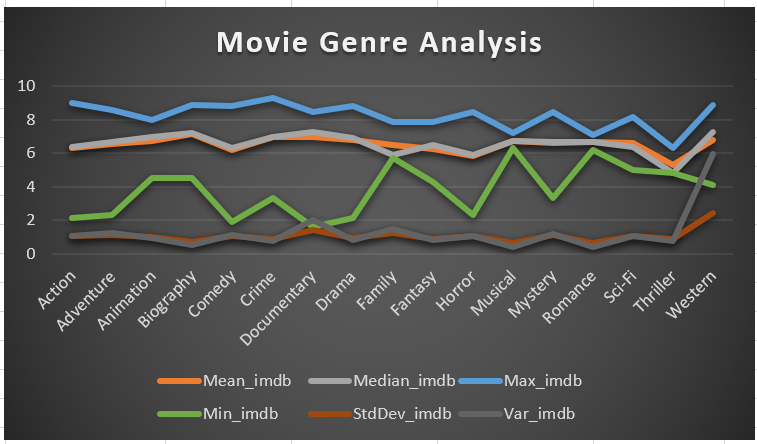 Movie Genre Analysis
10
8
6
4
2
0
Action
Adventure
Animation
Biography
Comedy
Crime
Documentary
Drama
Family
Fantasy
Horror
Musical
Mystery
Romance
Sci-Fi
Thriller
Western
Mean_imdb Median_imdb Max_imdb
Min_imdb StdDev_imdb Var_imdb